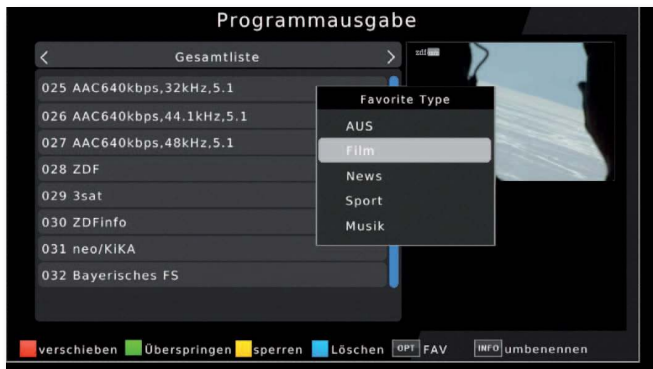 Programmausgabe
< Gesamtliste >
zdf neo
025 AAC640kbps,32kHz,5.1
026 AAC640kbps,44.1kHz,5.1
027 AAC640kbps,48kHz,5.1
028 ZDF
029 3sat
030 ZDFinfo
031 neo/KiKA
032 Bayerisches FS
Favorite Type
AUS
Film
News
Sport
Musik
verschieben Überspringen sperren Löschen OPT FAV INFO umbenennen